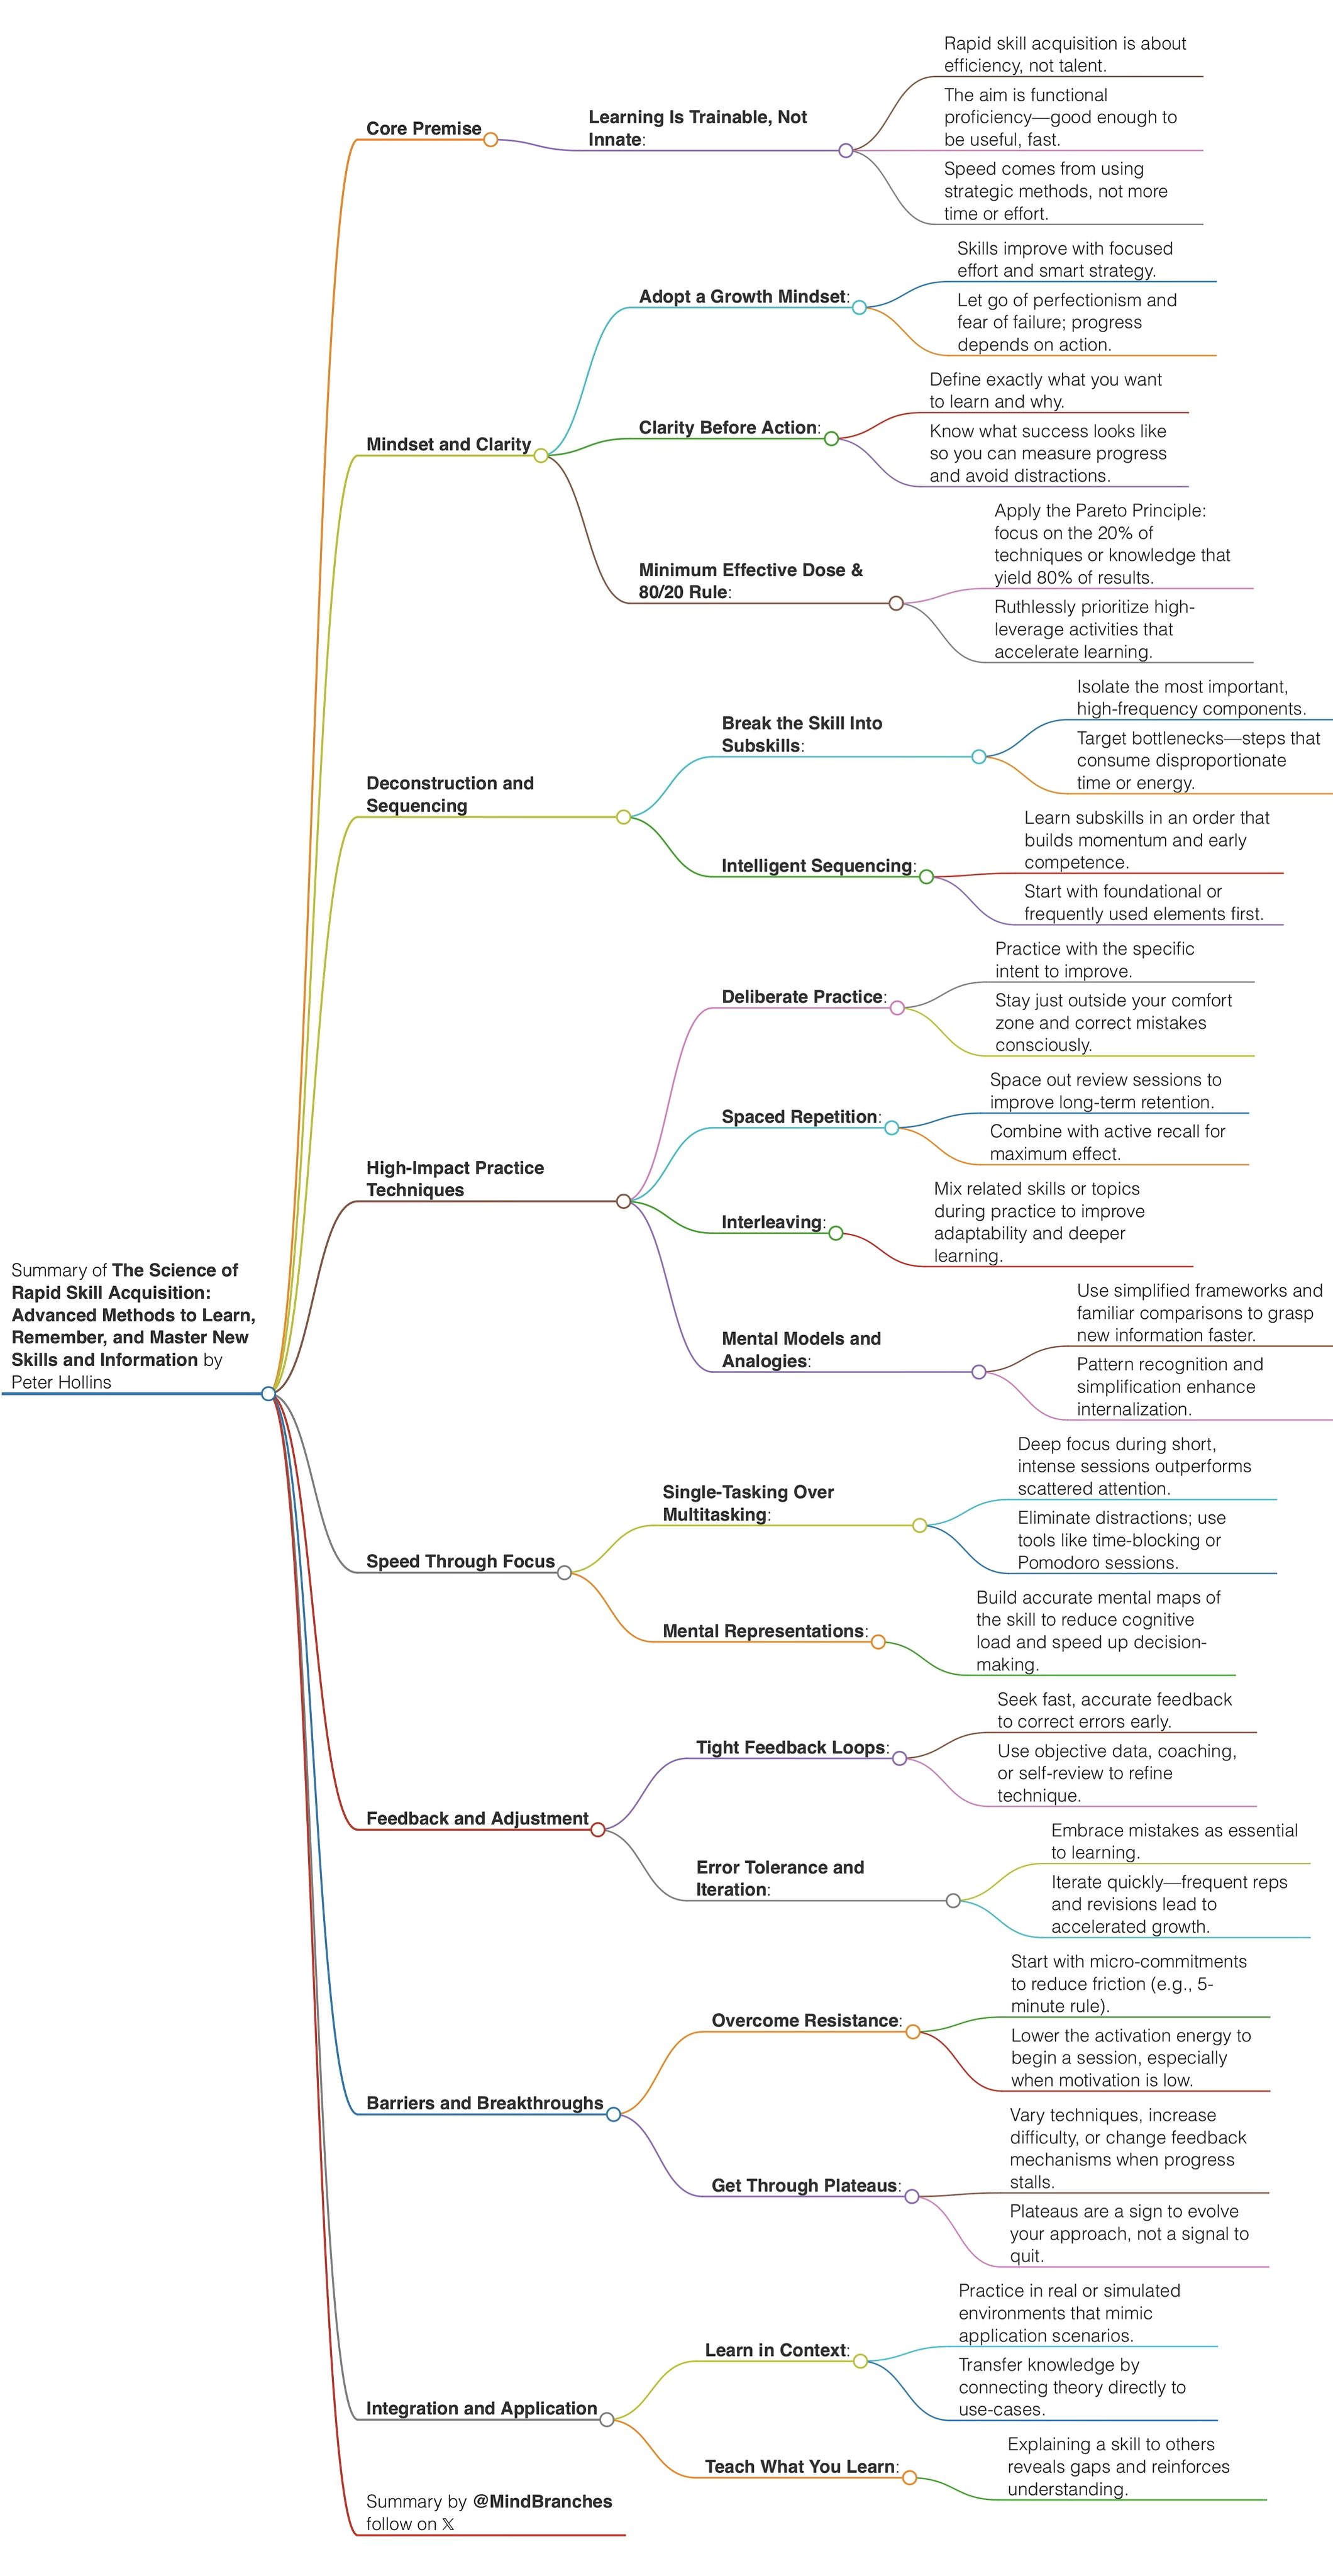 Summary of The Science of
Rapid Skill Acquisition:
Advanced Methods to Learn,
Remember, and Master New
Skills and Information by
Peter Hollins
Core Premise
Learning Is Trainable, Not
Innate:
Rapid skill acquisition is about
efficiency, not talent.
The aim is functional
proficiency—good enough to
be useful, fast.
Speed comes from using
strategic methods, not more
time or effort.
Mindset and Clarity
Adopt a Growth Mindset:
Skills improve with focused
effort and smart strategy.
Let go of perfectionism and
fear of failure; progress
depends on action.
Clarity Before Action:
Define exactly what you want
to learn and why.
Know what success looks like
so you can measure progress
and avoid distractions.
Minimum Effective Dose &
80/20 Rule:
Apply the Pareto Principle:
focus on the 20% of
techniques or knowledge that
yield 80% of results.
Ruthlessly prioritize high-
leverage activities that
accelerate learning.
Deconstruction and
Sequencing
Break the Skill Into
Subskills:
Isolate the most important,
high-frequency components.
Target bottlenecks—steps that
consume disproportionate
time or energy.
Intelligent Sequencing:
Learn subskills in an order that
builds momentum and early
competence.
Start with foundational or
frequently used elements first.
High-Impact Practice
Techniques
Deliberate Practice:
Practice with the specific
intent to improve.
Stay just outside your comfort
zone and correct mistakes
consciously.
Spaced Repetition:
Space out review sessions to
improve long-term retention.
Combine with active recall for
maximum effect.
Interleaving:
Mix related skills or topics
during practice to improve
adaptability and deeper
learning.
Mental Models and
Analogies:
Use simplified frameworks and
familiar comparisons to grasp
new information faster.
Pattern recognition and
simplification enhance
internalization.
Speed Through Focus
Single-Tasking Over
Multitasking:
Deep focus during short,
intense sessions outperforms
scattered attention.
Eliminate distractions; use
tools like time-blocking or
Pomodoro sessions.
Mental Representations:
Build accurate mental maps of
the skill to reduce cognitive
load and speed up decision-
making.
Feedback and Adjustment
Tight Feedback Loops:
Seek fast, accurate feedback
to correct errors early.
Use objective data, coaching,
or self-review to refine
technique.
Error Tolerance and
Iteration:
Embrace mistakes as essential
to learning.
Iterate quickly—frequent reps
and revisions lead to
accelerated growth.
Barriers and Breakthroughs
Overcome Resistance:
Start with micro-commitments
to reduce friction (e.g., 5-
minute rule).
Lower the activation energy to
begin a session, especially
when motivation is low.
Get Through Plateaus:
Vary techniques, increase
difficulty, or change feedback
mechanisms when progress
stalls.
Plateaus are a sign to evolve
your approach, not a signal to
quit.
Integration and Application
Learn in Context:
Practice in real or simulated
environments that mimic
application scenarios.
Transfer knowledge by
connecting theory directly to
use-cases.
Teach What You Learn:
Explaining a skill to others
reveals gaps and reinforces
understanding.
Summary by @MindBranches
follow on 𝕏